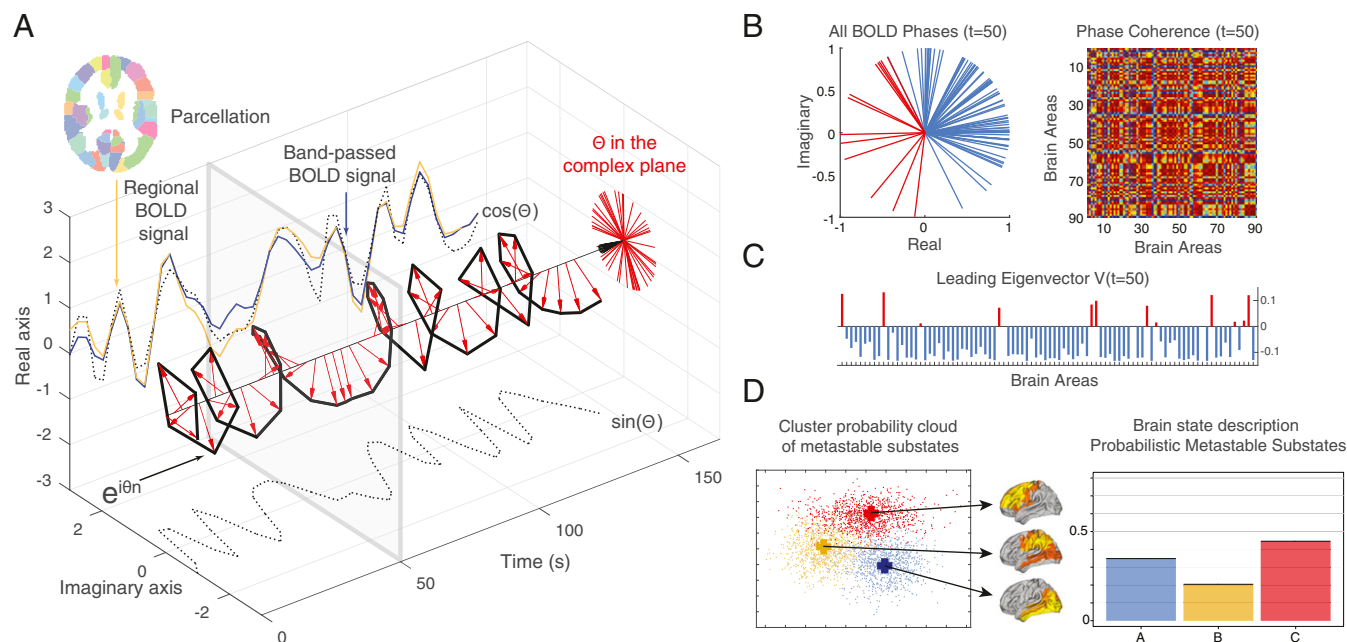 A
Parcellation
Regional
BOLD
signal
Band-passed
BOLD signal
Θ in the
complex plane
cos(Θ)
sin(Θ)
e^iθn
Real axis
3
2
1
0
-1
-2
-3
Imaginary axis
2
0
-2
Time (s)
0
50
100
150
B
All BOLD Phases (t=50)
Imaginary
1
0.5
0
-0.5
-1
-1
0
1
Real
Phase Coherence (t=50)
Brain Areas
10
30
50
70
90
10
30
50
70
90
Brain Areas
C
Leading Eigenvector V(t=50)
0.1
0
-0.1
Brain Areas
D
Cluster probability cloud
of metastable substates
Brain state description
Probabilistic Metastable Substates
0.5
0
A
B
C